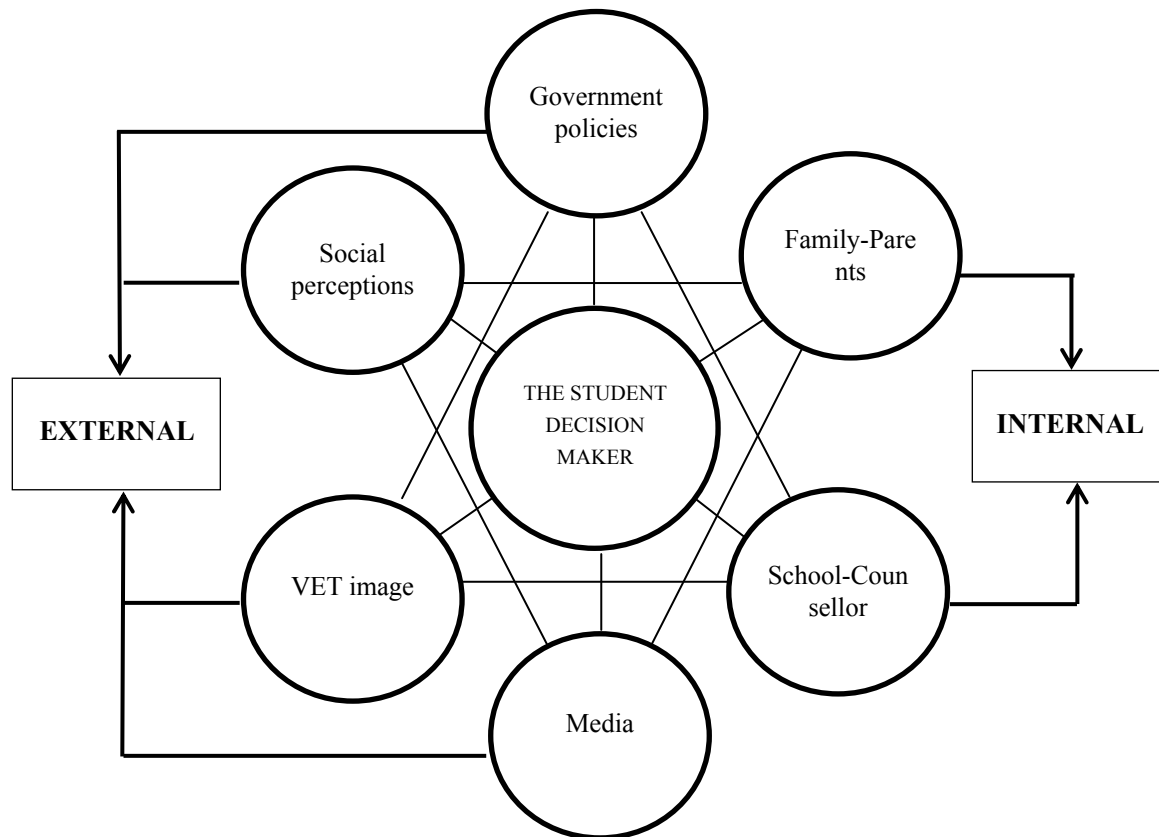 Government
policies
Social
perceptions
Family-Pare
nts
THE STUDENT
DECISION
MAKER
EXTERNAL
INTERNAL
VET image
School-Coun
sellor
Media